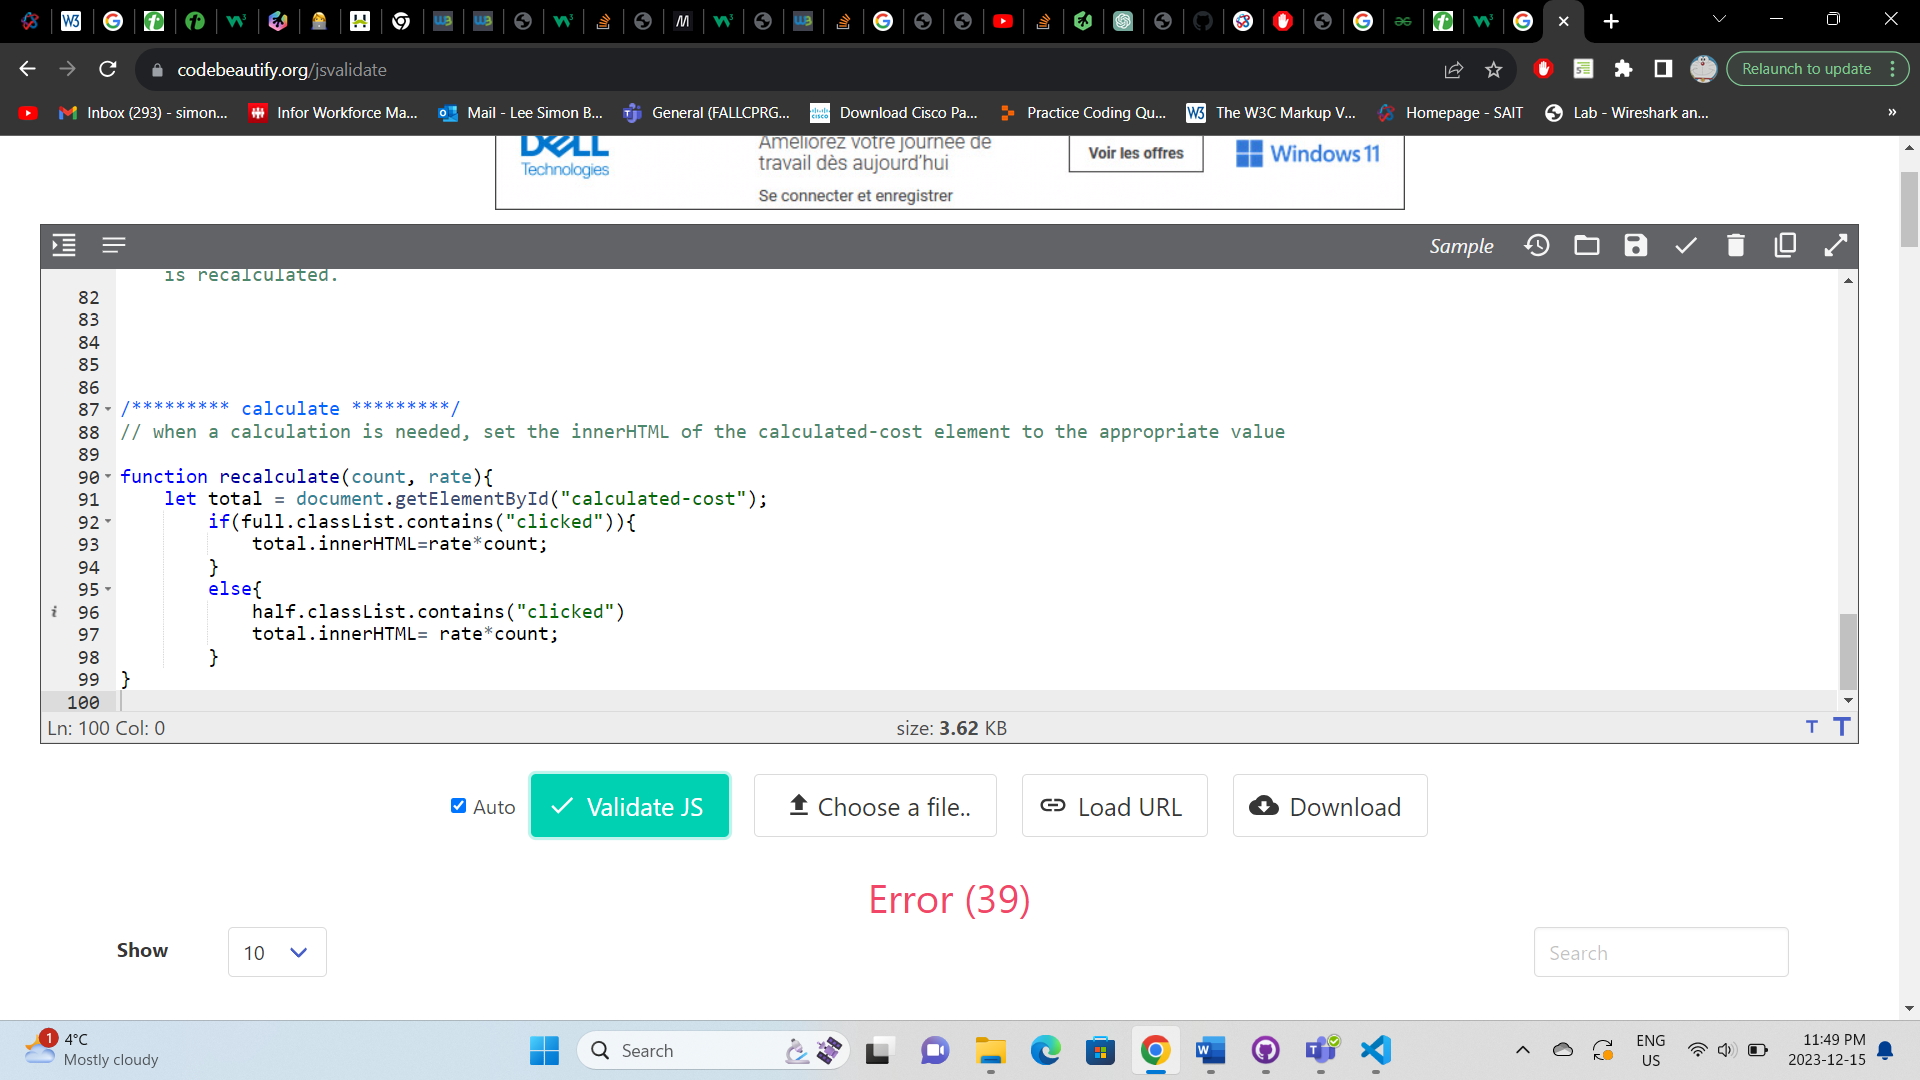 codebeautify.org/jsvalidate
Relaunch to update
Inbox (293) - simon...
Infor Workforce Ma...
Mail - Lee Simon B...
General (FALLCPRG...
Download Cisco Pa...
Practice Coding Qu...
The W3C Markup V...
Homepage - SAIT
Lab - Wireshark an...
»
DELL
Technologies
Améliorez votre journée de
travail dès aujourd'hui
Se connecter et enregistrer
Voir les offres
Windows 11
Sample
is recalculated.
82
83
84
85
86
87 /********* calculate *********/
88 // when a calculation is needed, set the innerHTML of the calculated-cost element to the appropriate value
89
90 function recalculate(count, rate){
91 let total = document.getElementById("calculated-cost");
92 if(full.classList.contains("clicked")){
93 total.innerHTML=rate*count;
94 }
95 else{
96 half.classList.contains("clicked")
97 total.innerHTML= rate*count;
98 }
99 }
100
Ln: 100 Col: 0
size: 3.62 KB
T T
Auto
Validate JS
Choose a file..
Load URL
Download
Error (39)
Show
10
Search
1
4°C
Mostly cloudy
Search
ENG
US
11:49 PM
2023-12-15